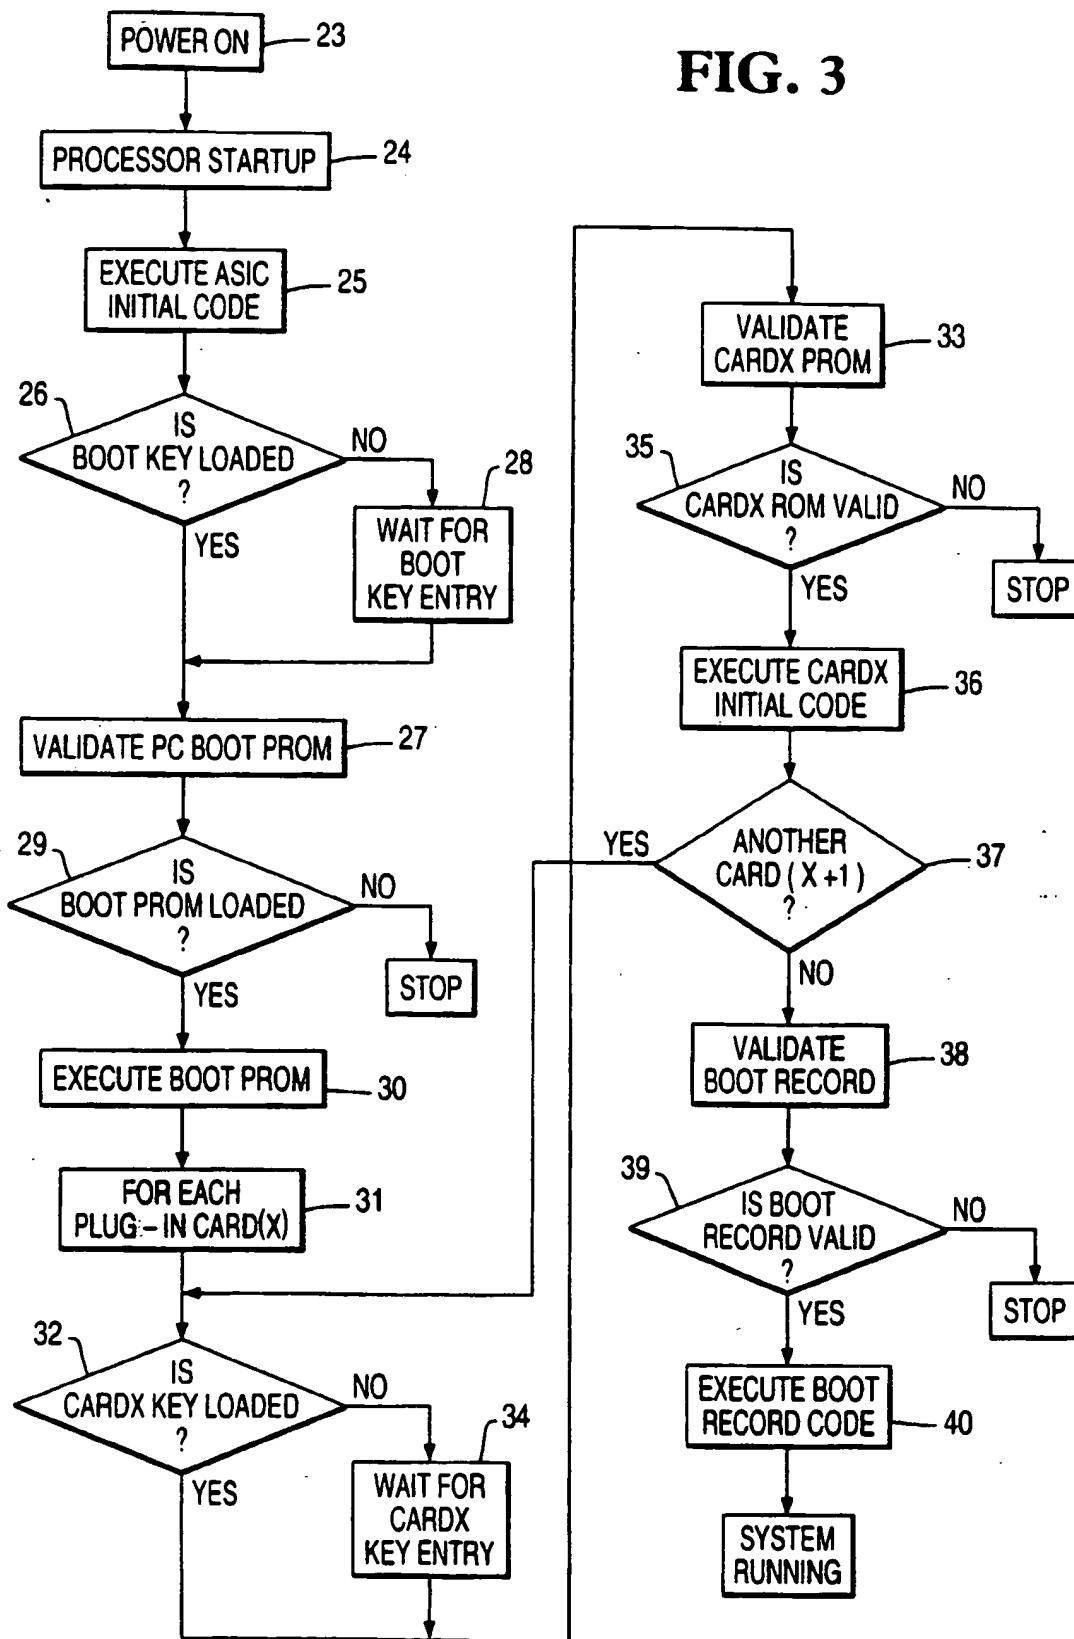 FIG. 3
POWER ON
23
PROCESSOR STARTUP
24
EXECUTE ASIC
INITIAL CODE
25
26
IS
BOOT KEY LOADED
?
NO
YES
28
WAIT FOR
BOOT
KEY ENTRY
VALIDATE PC BOOT PROM
27
29
IS
BOOT PROM LOADED
?
NO
STOP
YES
EXECUTE BOOT PROM
30
FOR EACH
PLUG-IN CARD(X)
31
32
IS
CARDX KEY LOADED
?
NO
YES
34
WAIT FOR
CARDX
KEY ENTRY
VALIDATE
CARDX PROM
33
35
IS
CARDX ROM VALID
?
NO
STOP
YES
EXECUTE CARDX
INITIAL CODE
36
YES
ANOTHER
CARD ( X +1 )
?
37
NO
VALIDATE
BOOT RECORD
38
39
IS BOOT
RECORD VALID
?
NO
STOP
YES
EXECUTE BOOT
RECORD CODE
40
SYSTEM
RUNNING